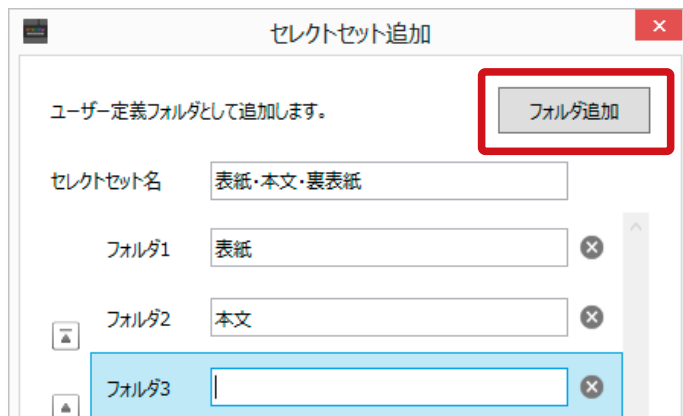 セレクトセット追加
ユーザー定義フォルダとして追加します。
フォルダ追加
セレクトセット名
表紙・本文・裏表紙
フォルダ1
表紙
フォルダ2
本文
フォルダ3